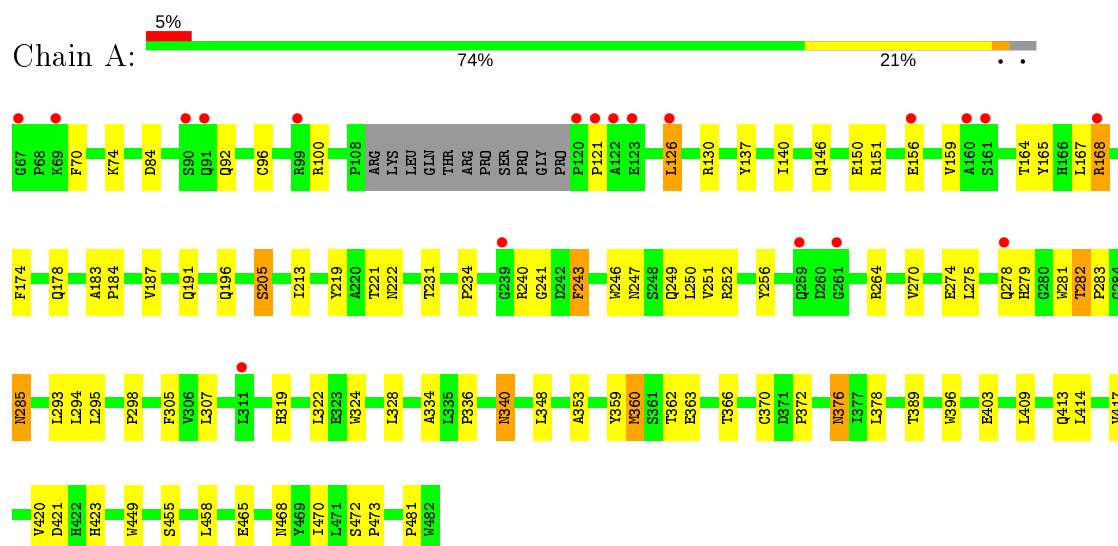 5%
Chain A:
74% 21% • •
G67 P68 K69 F70 K74 D84 S90 Q91 Q92 C96 R99 R100 P108 ARG LYS LEU GLN THR ARG PRO SER PRO GLY PRO P120 P121 A122 E123 L126 R130 Y137 I140 Q146 E150 R151 E156 V159 A160 S161 T164 Y165 H166 L167 R168
F174 Q178 A183 P184 V187 Q191 Q196 S205 I213 Y219 A220 T221 N222 T231 P234 G239 R240 G241 D242 F243 W246 N247 S248 Q249 L250 V251 R252 Y256 Q259 D260 G261 R264 V270 E274 L275 Q278 H279 G280 W281 T282 P283 G284
N285 L293 L294 L295 P298 F305 V306 L307 L311 H319 L322 E323 W324 L328 A334 L335 P336 N340 L348 A353 Y359 M360 S361 T362 E363 T366 C370 D371 P372 N376 I377 L378 T389 W396 E403 L409 Q413 L414 V417
V420 D421 H422 H423 W449 S455 L458 E465 N468 Y469 I470 L471 S472 P473 P481 W482